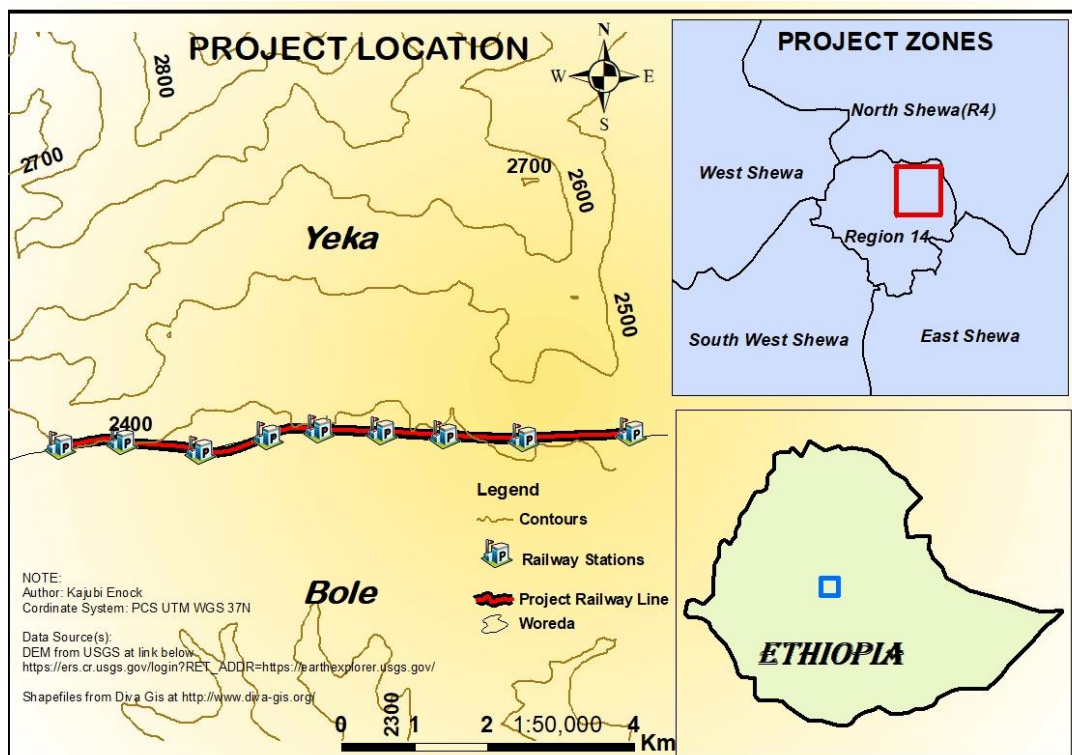 PROJECT LOCATION
N
W
E
S
2800
2700
2700
2600
2500
Yeka
2400
P
P
P
P
P
P
P
P
P
Legend
Contours
P
Railway Stations
Project Railway Line
Woreda
Bole
NOTE:
Author: Kajubi Enock
Cordinate System: PCS UTM WGS 37N
Data Source(s):
DEM from USGS at link below
https://ers.cr.usgs.gov/login?RET_ADDR=https://earthexplorer.usgs.gov/
Shapefiles from Diva Gis at http://www.diva-gis.org/
2300
1:50,000
0 1 2 4
Km
PROJECT ZONES
North Shewa(R4)
West Shewa
Region 14
South West Shewa
East Shewa
ETHIOPIA